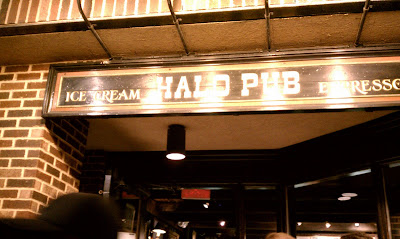 ICE CREAM HALO PUB ESPRESSO